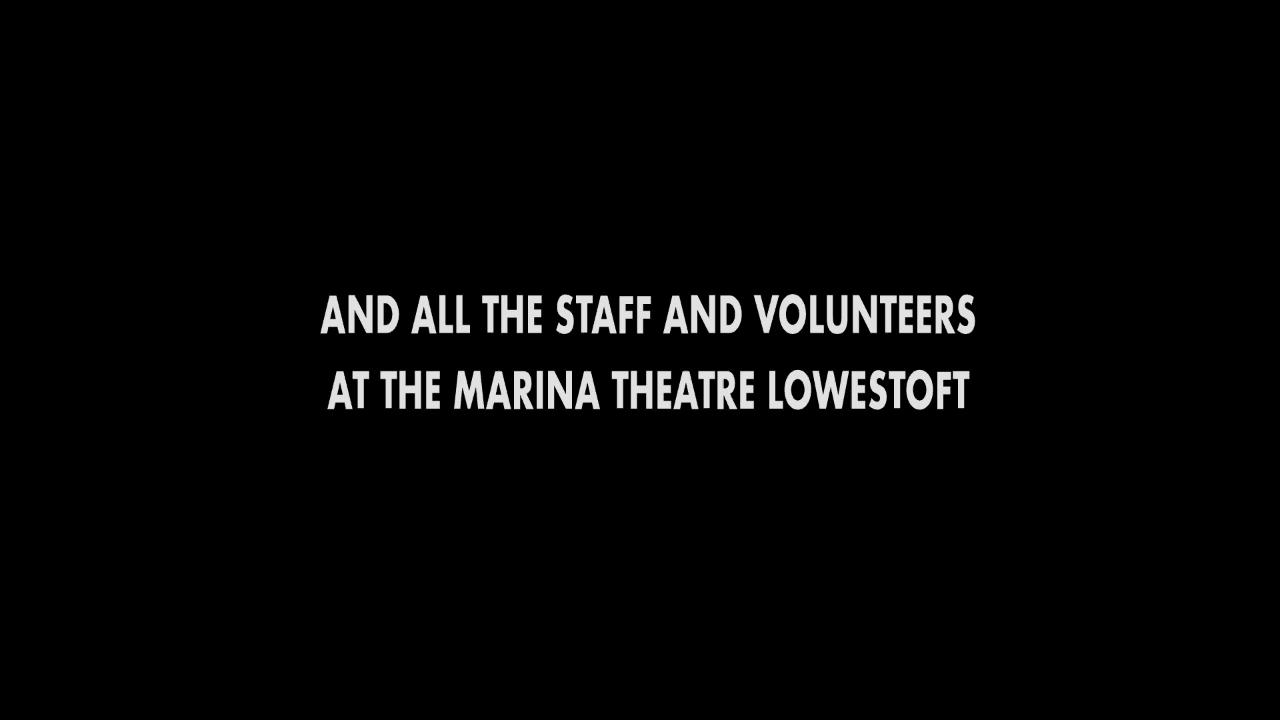 AND ALL THE STAFF AND VOLUNTEERS
AT THE MARINA THEATRE LOWESTOFT